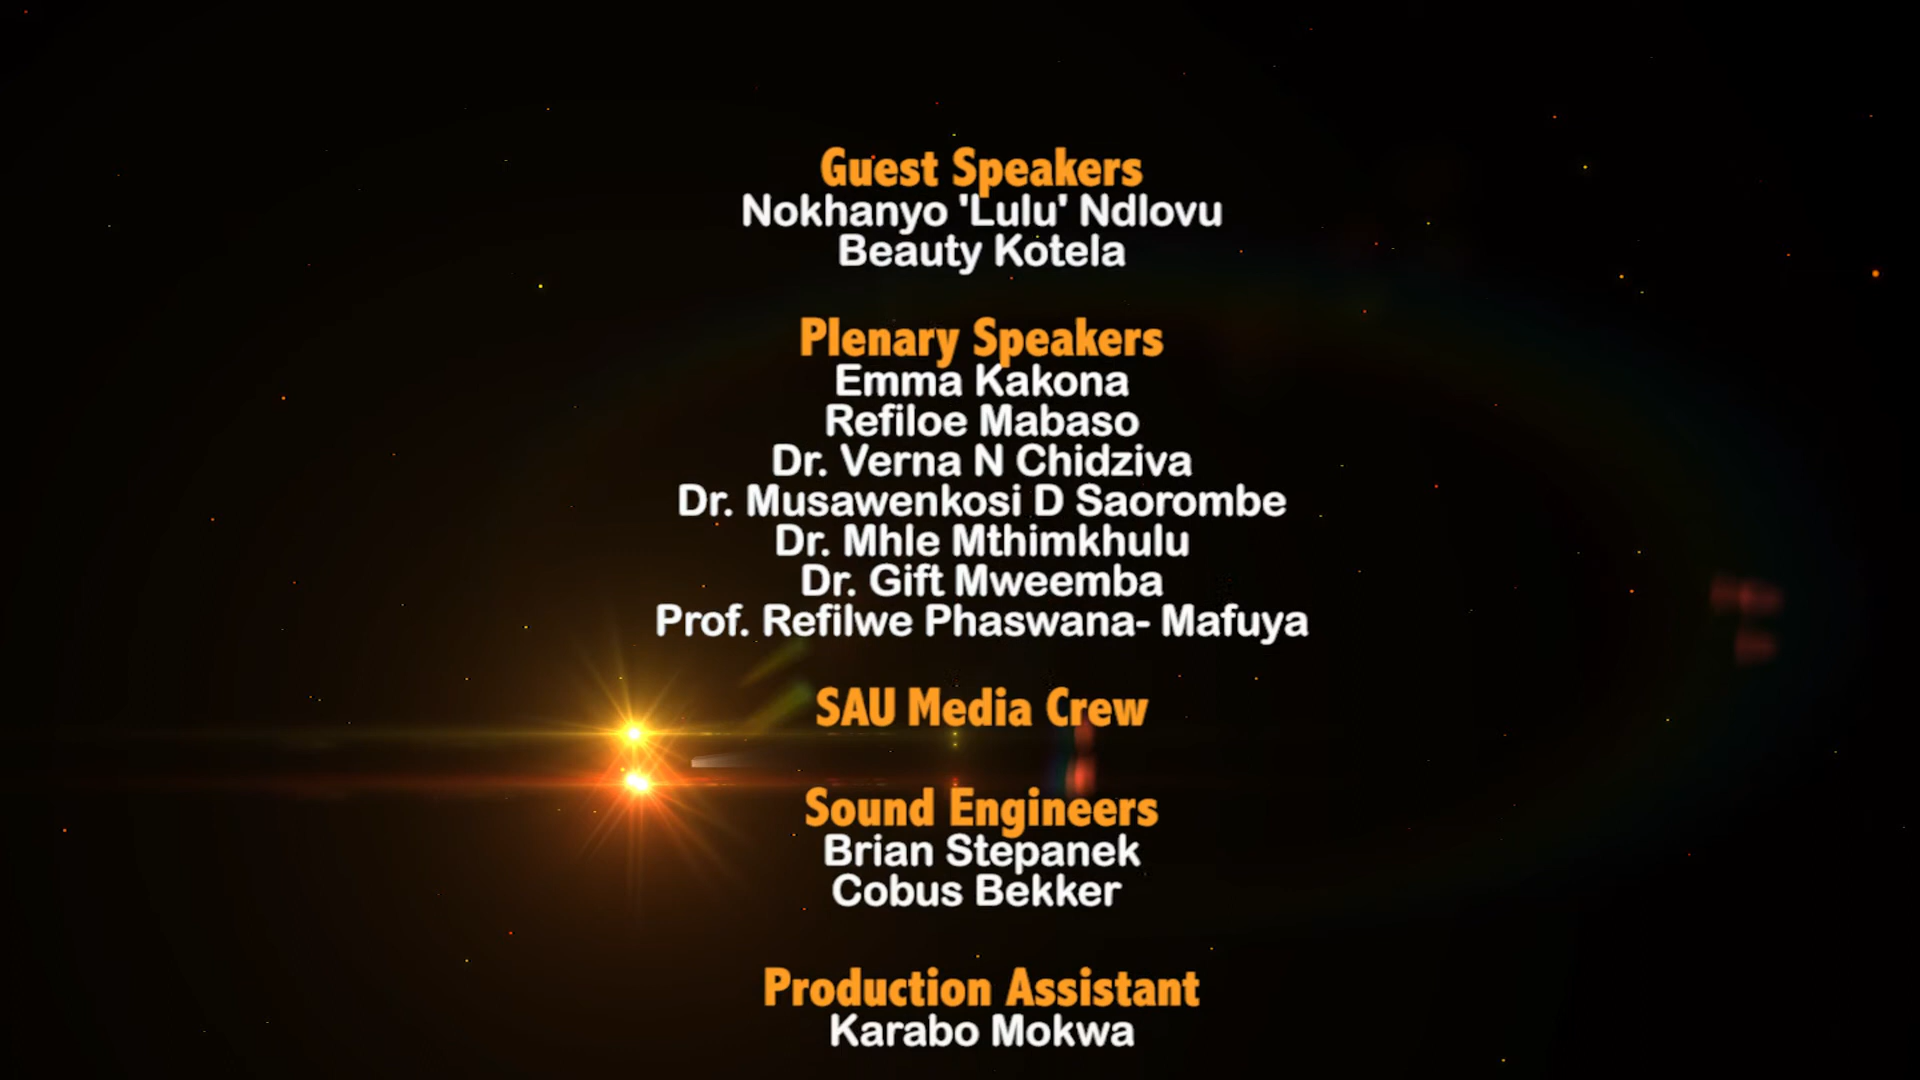 Guest Speakers
Nokhanyo 'Lulu' Ndlovu
Beauty Kotela
Plenary Speakers
Emma Kakona
Refiloe Mabaso
Dr. Verna N Chidziva
Dr. Musawenkosi D Saorombe
Dr. Mhle Mthimkhulu
Dr. Gift Mweemba
Prof. Refilwe Phaswana- Mafuya
SAU Media Crew
Sound Engineers
Brian Stepanek
Cobus Bekker
Production Assistant
Karabo Mokwa